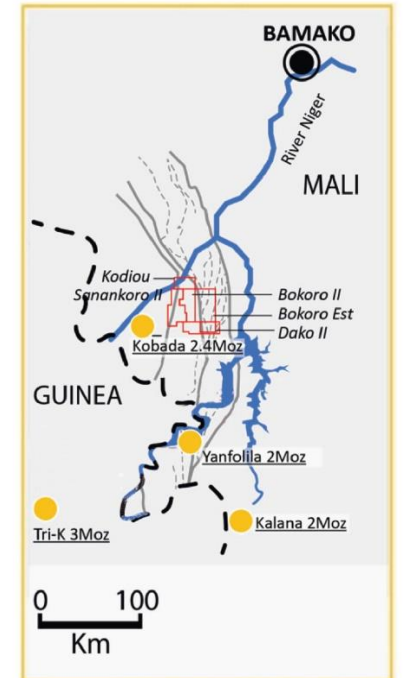 BAMAKO
River Niger
MALI
Kodiou
Sanankoro II
Bokoro II
Bokoro Est
Dako II
Kobada 2.4Moz
GUINEA
Yanfolila 2Moz
Tri-K 3Moz
Kalana 2Moz
0 100
Km